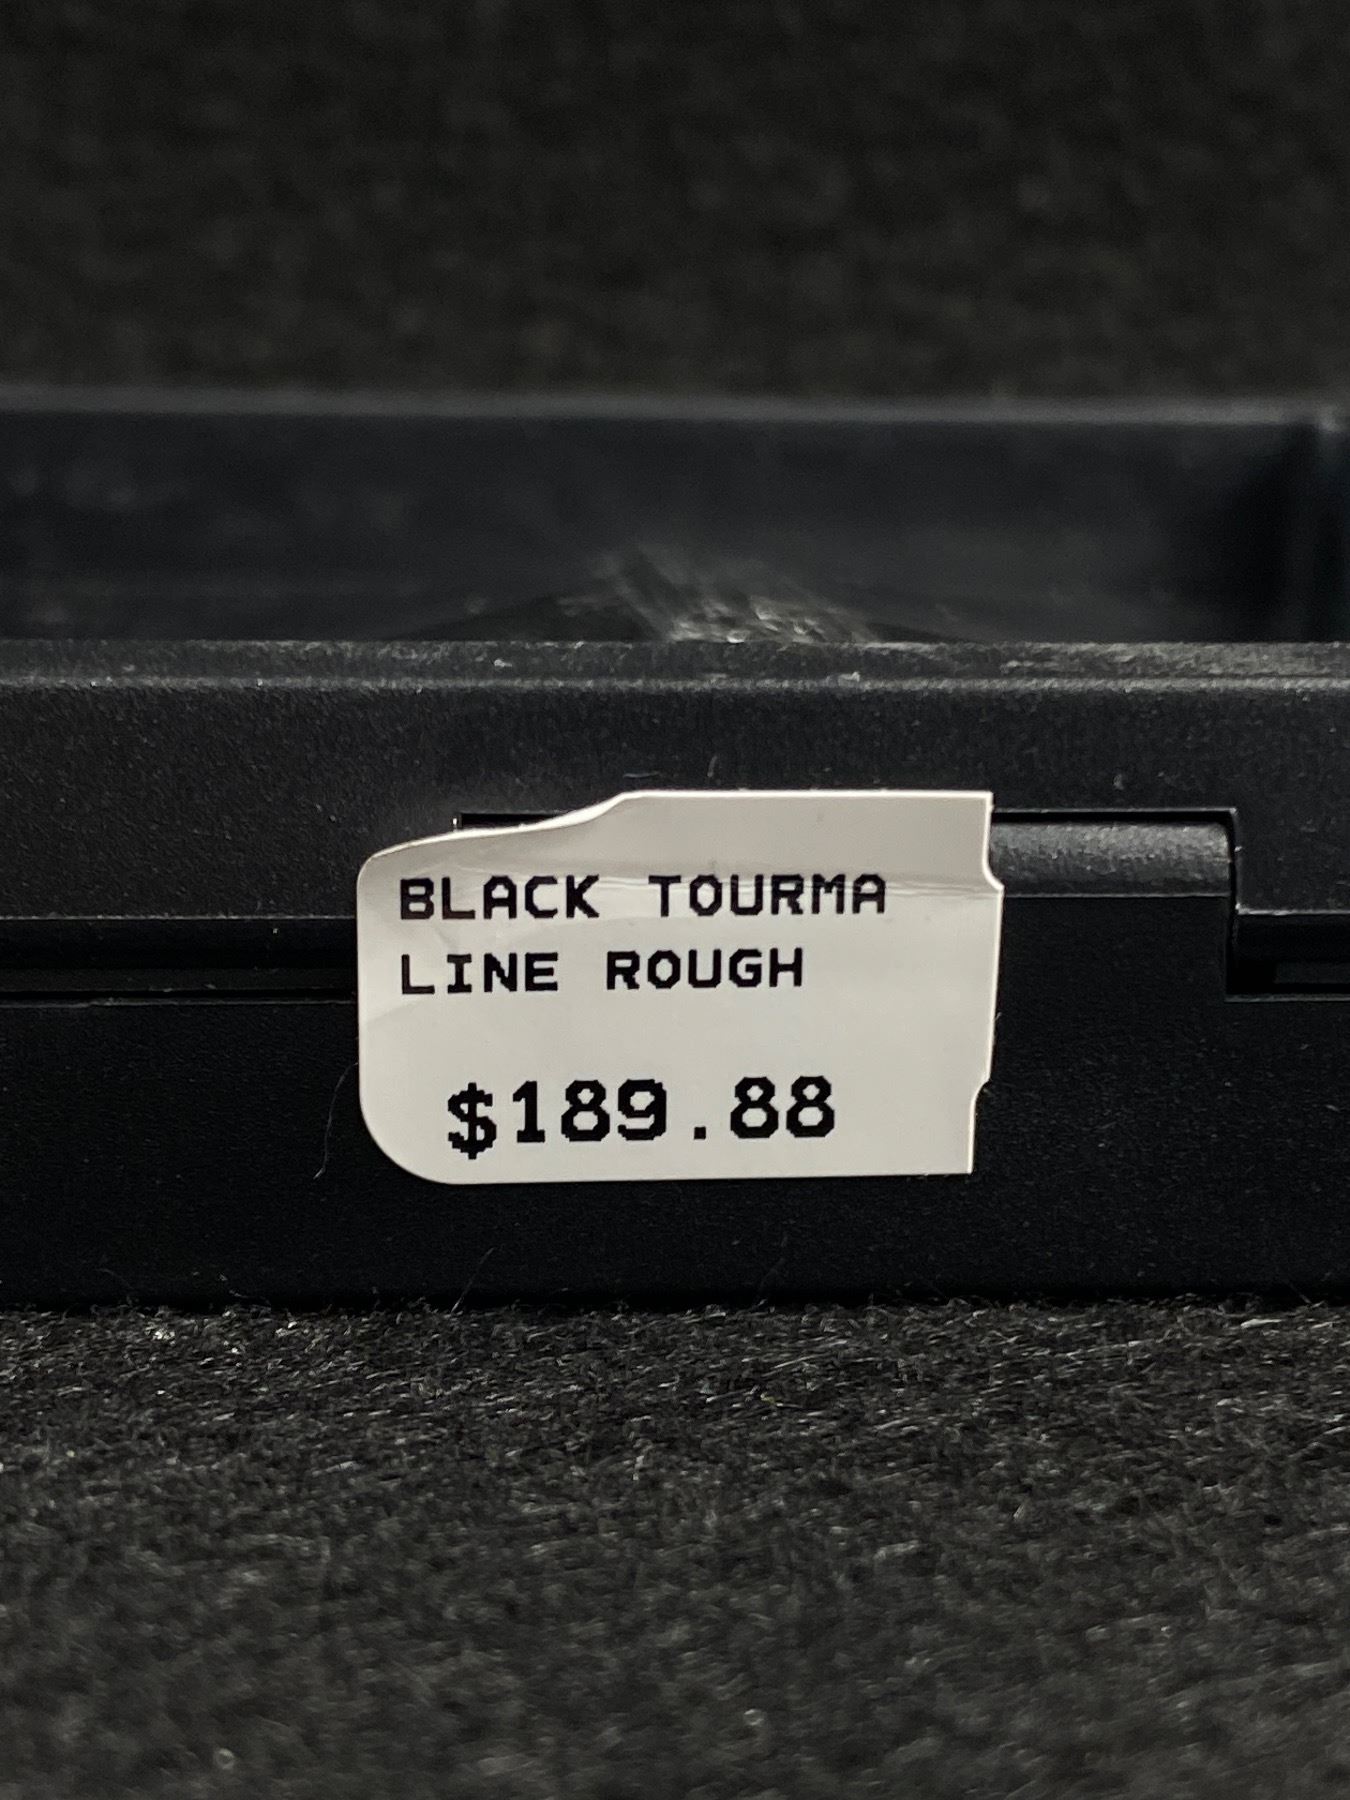 BLACK TOURMA
LINE ROUGH
$189.88